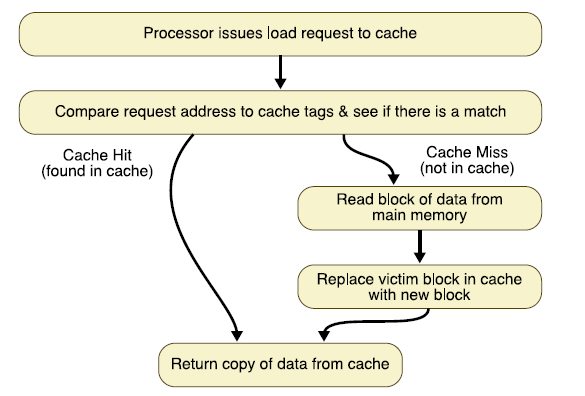 Processor issues load request to cache
Compare request address to cache tags & see if there is a match
Cache Hit
(found in cache)
Cache Miss
(not in cache)
Read block of data from
main memory
Replace victim block in cache
with new block
Return copy of data from cache